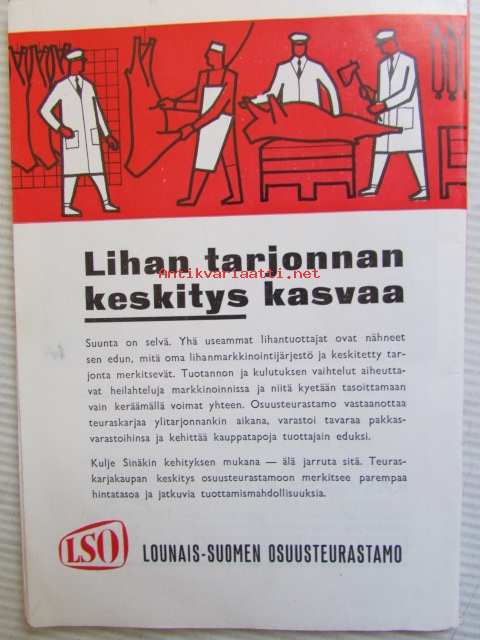 Lihan tarjonnan
Antikvariaatti.net
keskitys kasvaa
Suunta on selvä. Yhä useammat lihantuottajat ovat nähneet
sen edun, mitä oma lihanmarkkinointijärjestö ja keskitetty tar-
jonta merkitsevät. Tuotannon ja kulutuksen vaihtelut aiheutta-
vat heilahteluja markkinoinnissa ja niitä kyetään tasoittamaan
vain keräämällä voimat yhteen. Osuusteurastamo vastaanottaa
teuraskarjaa ylitarjonnankin aikana, varastoi tavaraa pakkas-
varastoihinsa ja kehittää kauppatapoja tuottajain eduksi.
Kulje Sinäkin kehityksen mukana — älä jarruta sitä. Teuras-
karjakaupan keskitys osuusteurastamoon merkitsee parempaa
hintatasoa ja jatkuvia tuottamismahdollisuuksia.
LSO LOUNAIS-SUOMEN OSUUSTEURASTAMO